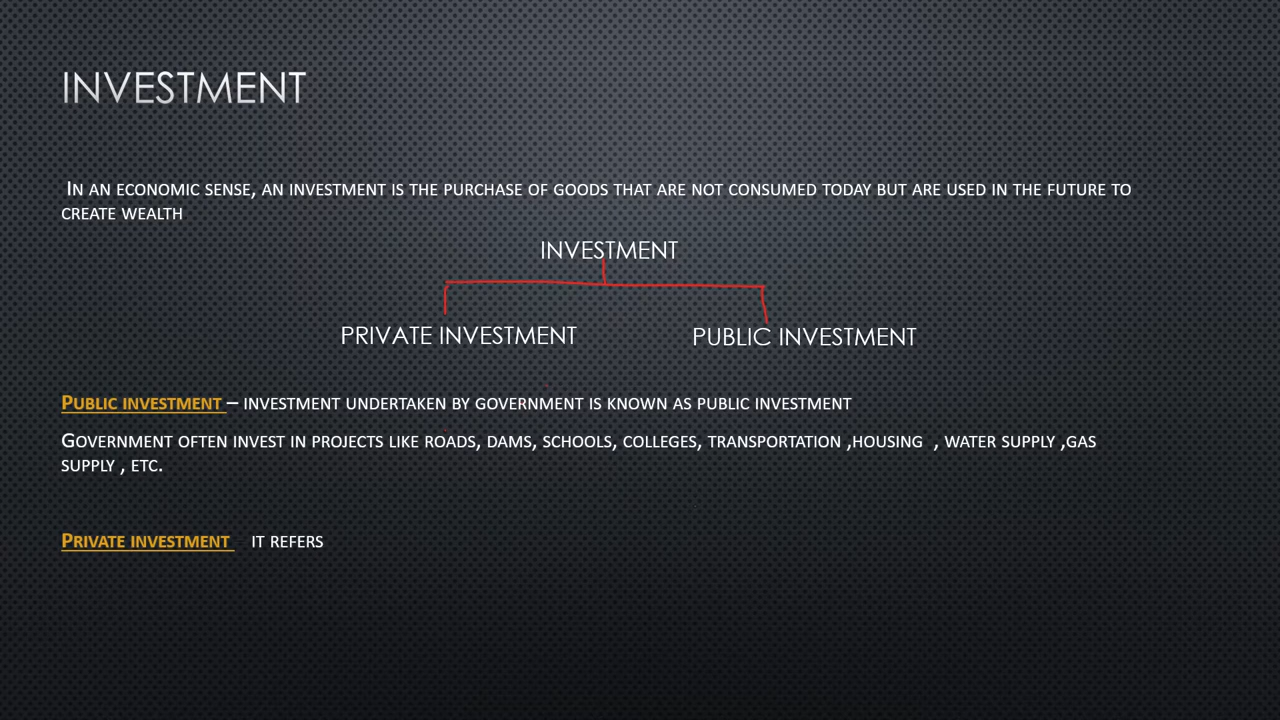 INVESTMENT
In an economic sense, an investment is the purchase of goods that are not consumed today but are used in the future to
create wealth
INVESTMENT
PRIVATE INVESTMENT PUBLIC INVESTMENT
Public investment – investment undertaken by government is known as public investment
Government often invest in projects like roads, dams, schools, colleges, transportation ,housing , water supply ,gas
supply , etc.
Private investment it refers